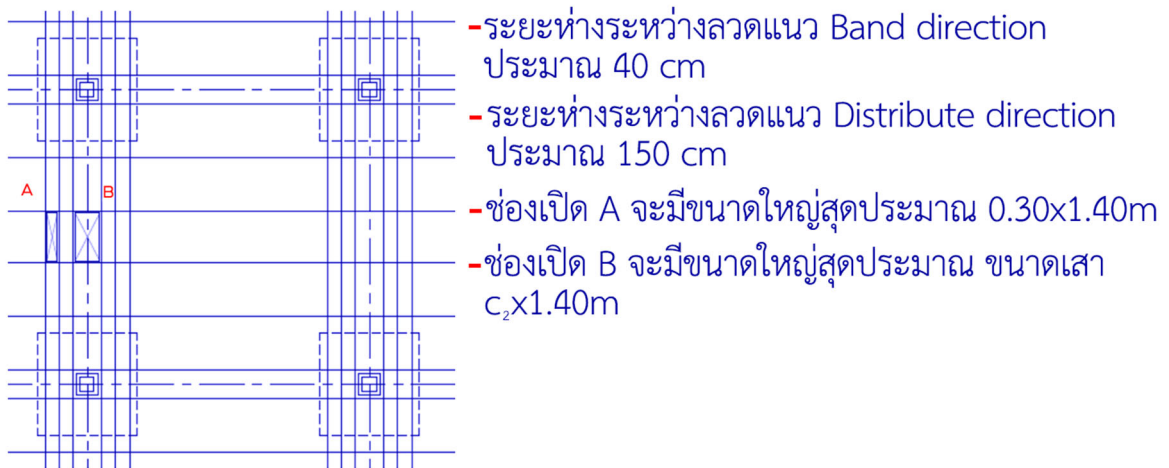 -ระยะห่างระหว่างลวดแนว Band direction
ประมาณ 40 cm
-ระยะห่างระหว่างลวดแนว Distribute direction
ประมาณ 150 cm
A
B
-ช่องเปิด A จะมีขนาดใหญ่สุดประมาณ 0.30x1.40m
-ช่องเปิด B จะมีขนาดใหญ่สุดประมาณ ขนาดเสา
c₂x1.40m